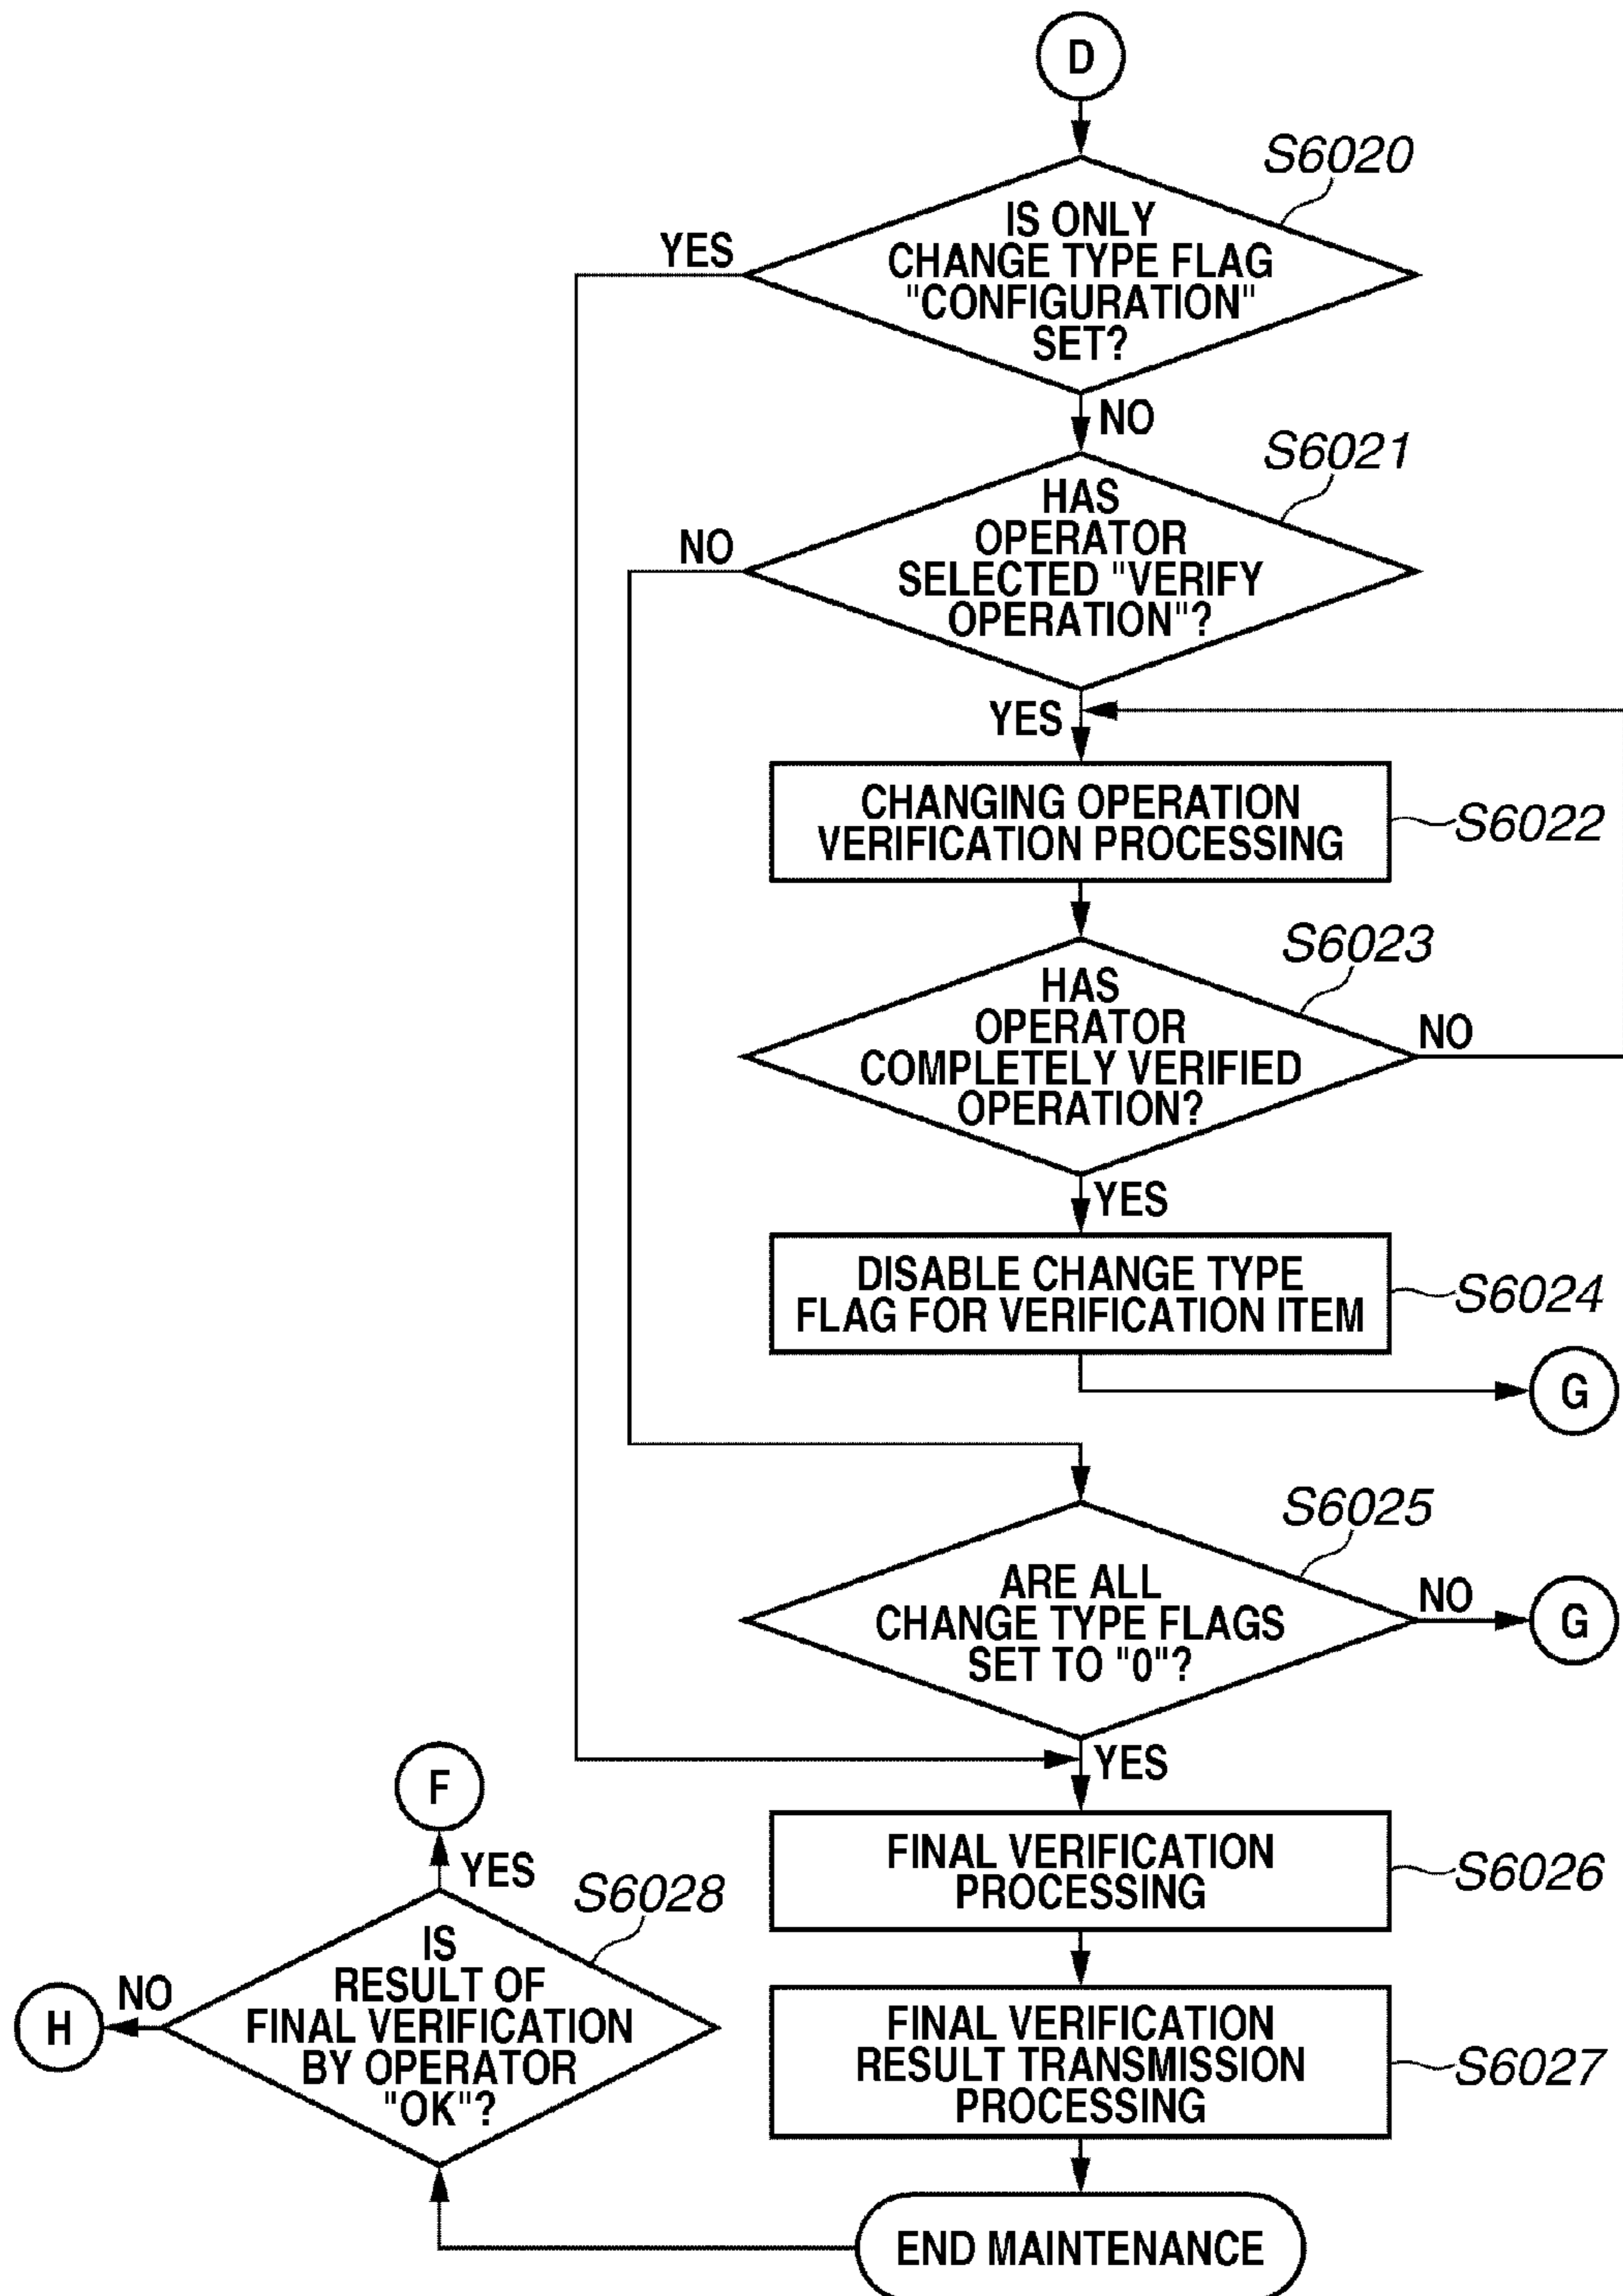 D
S6020
IS ONLY
CHANGE TYPE FLAG
"CONFIGURATION"
SET?
YES
NO
S6021
HAS
OPERATOR
SELECTED "VERIFY
OPERATION"?
NO
YES
CHANGING OPERATION
VERIFICATION PROCESSING
S6022
S6023
HAS
OPERATOR
COMPLETELY VERIFIED
OPERATION?
NO
YES
DISABLE CHANGE TYPE
FLAG FOR VERIFICATION ITEM
S6024
G
S6025
ARE ALL
CHANGE TYPE FLAGS
SET TO "0"?
NO
G
YES
FINAL VERIFICATION
PROCESSING
S6026
FINAL VERIFICATION
RESULT TRANSMISSION
PROCESSING
S6027
END MAINTENANCE
F
YES
S6028
IS
RESULT OF
FINAL VERIFICATION
BY OPERATOR
"OK"?
NO
H